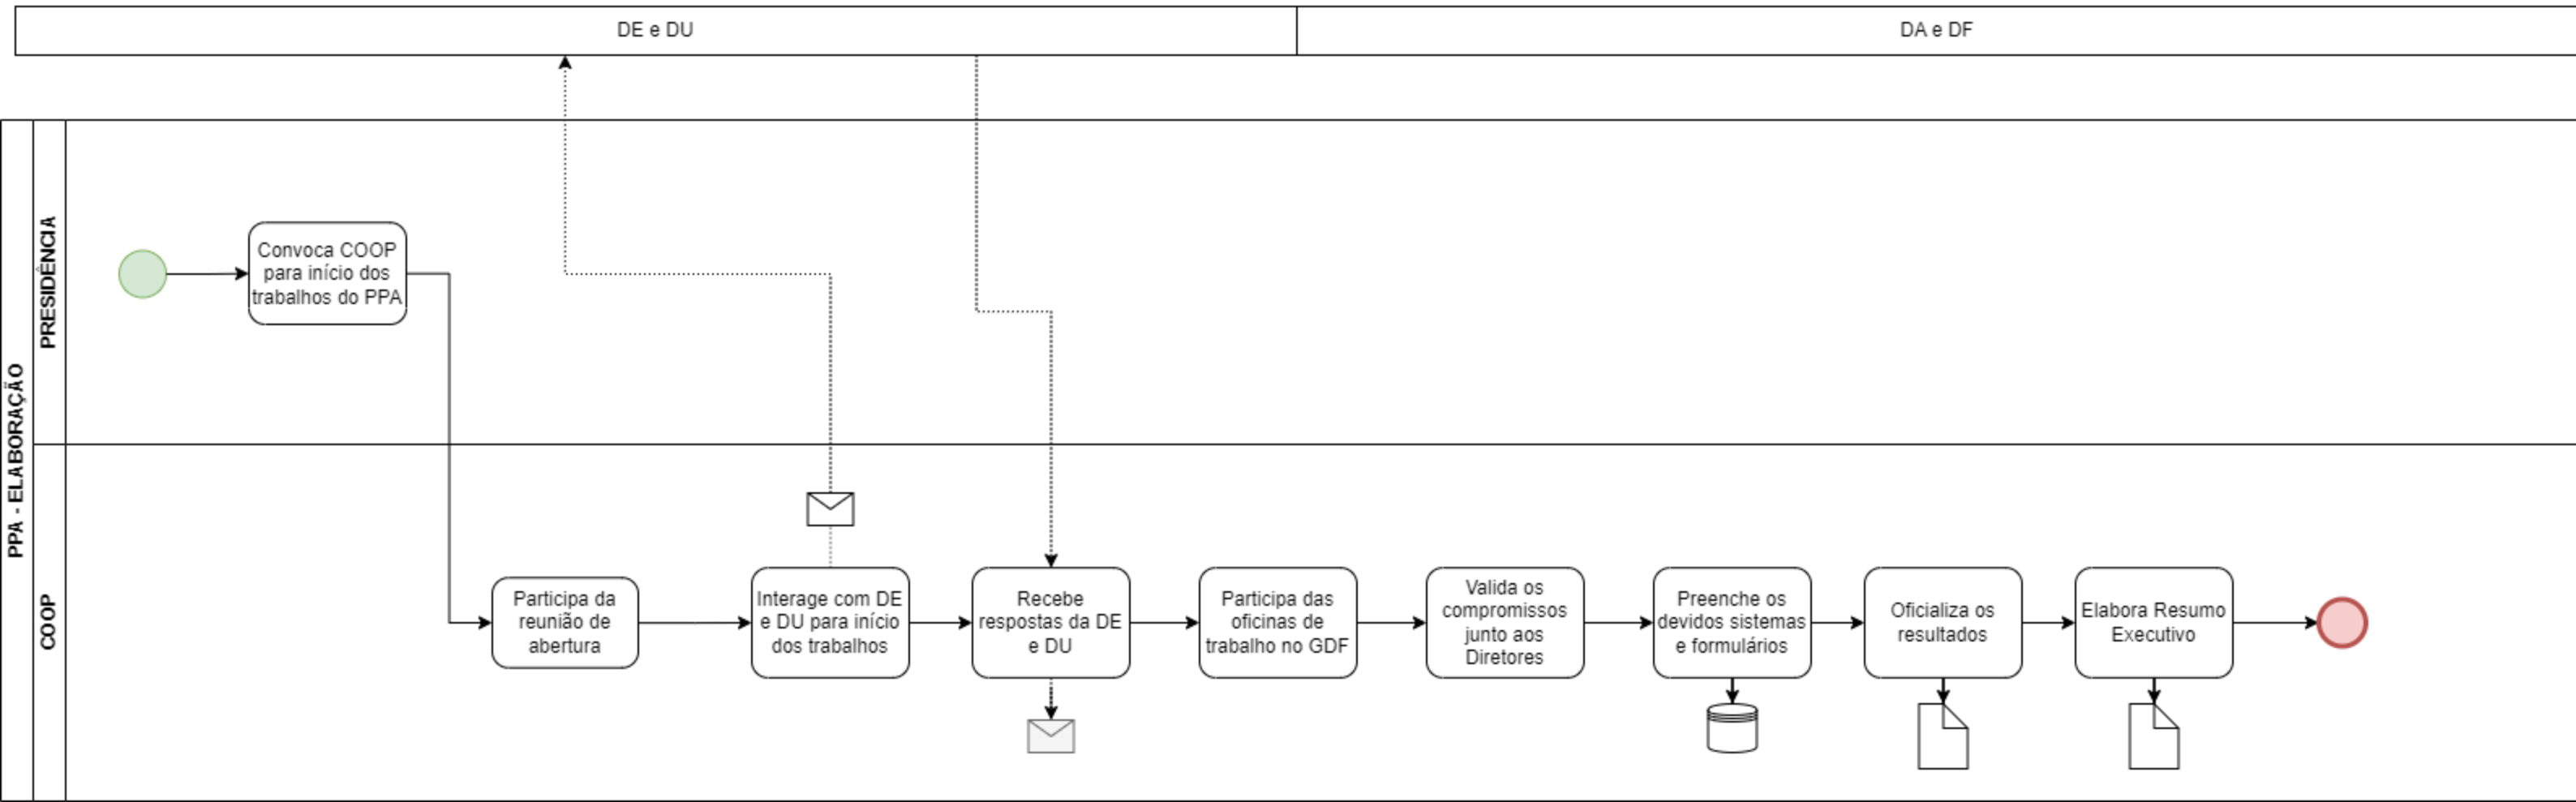 DE e DU
DA e DF
PPA - ELABORAÇÃO
PRESIDÊNCIA
Convoca COOP
para início dos
trabalhos do PPA
COOP
Participa da
reunião de
abertura
Interage com DE
e DU para início
dos trabalhos
Recebe
respostas da DE
e DU
Participa das
oficinas de
trabalho no GDF
Valida os
compromissos
junto aos
Diretores
Preenche os
devidos sistemas
e formulários
Oficializa os
resultados
Elabora Resumo
Executivo